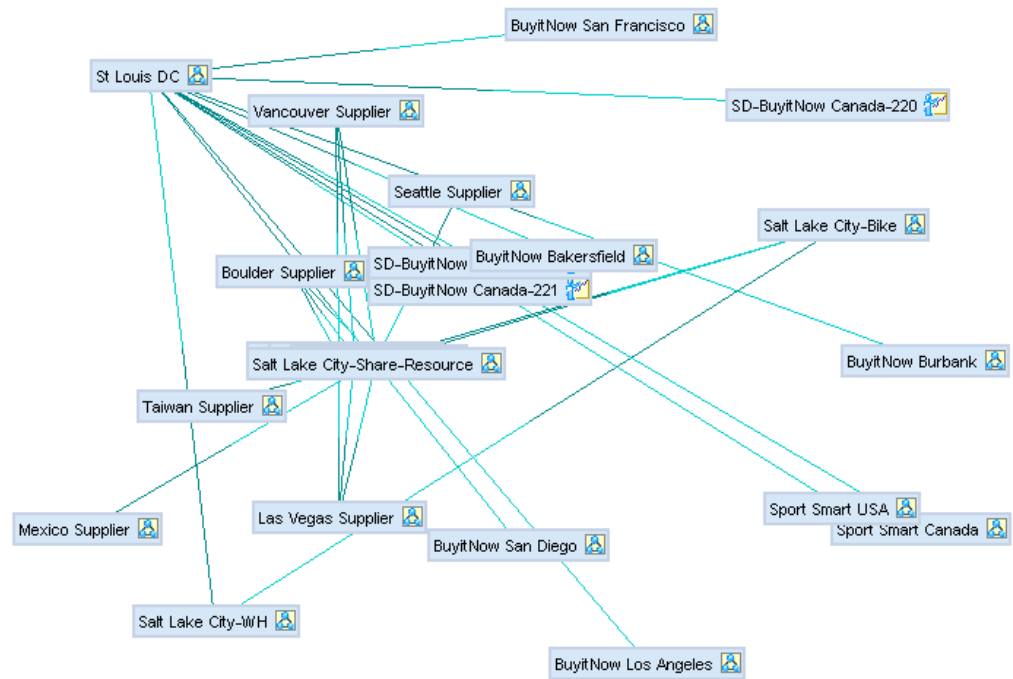 BuyitNow San Francisco
St Louis DC
SD-BuyitNow Canada-220
Vancouver Supplier
Seattle Supplier
Salt Lake City-Bike
BuyitNow Bakersfield
SD-BuyitNow
Boulder Supplier
SD-BuyitNow Canada-221
Salt Lake City-Share-Resource
BuyitNow Burbank
Taiwan Supplier
Sport Smart USA
Las Vegas Supplier
Mexico Supplier
Sport Smart Canada
BuyitNow San Diego
Salt Lake City-WH
BuyitNow Los Angeles